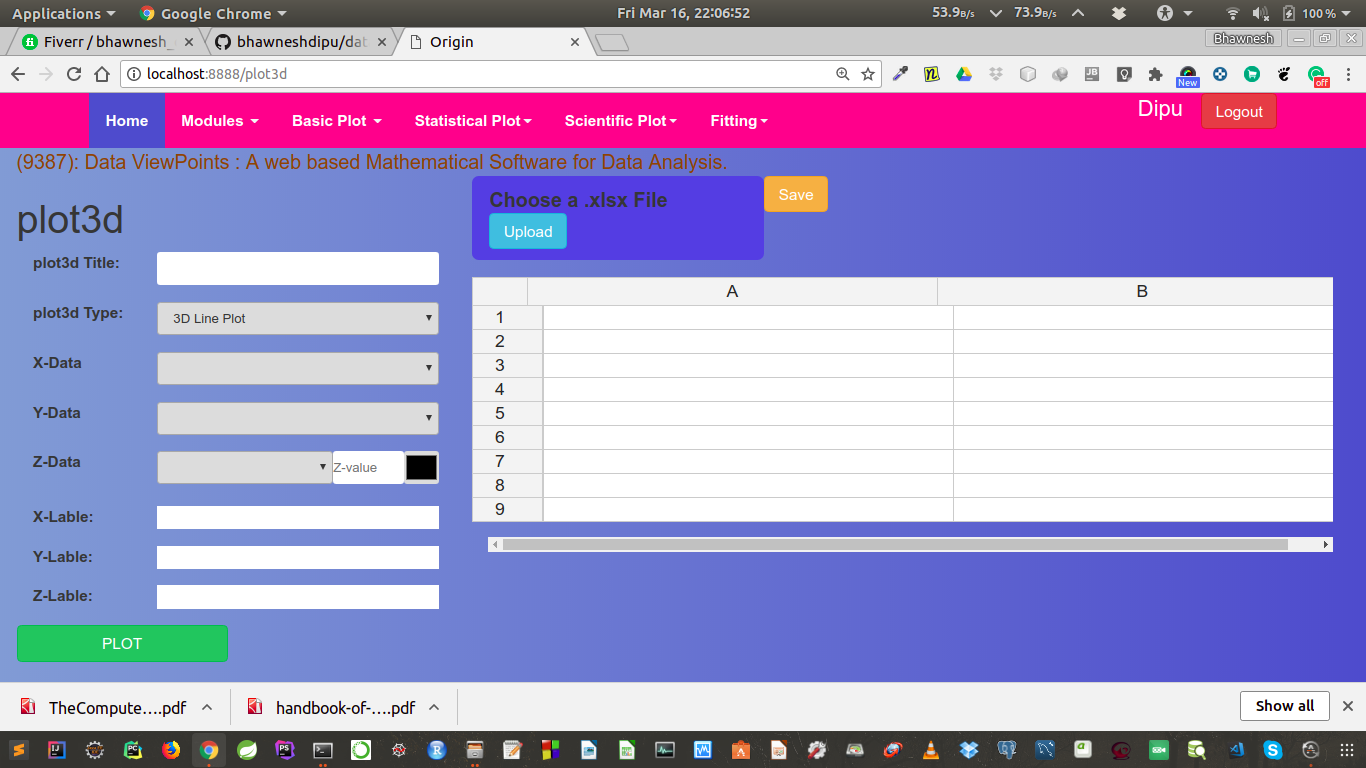 Applications Google Chrome Fri Mar 16, 22:06:52 53.9B/s 73.9B/s 100 %
Fiverr / bhawnesh_ bhawneshdipu/dat Origin Bhawnesh
localhost:8888/plot3d
New off
Home Modules Basic Plot Statistical Plot Scientific Plot Fitting Dipu Logout
(9387): Data ViewPoints : A web based Mathematical Software for Data Analysis.
plot3d
Choose a .xlsx File
Upload
Save
plot3d Title:
plot3d Type: 3D Line Plot
X-Data
Y-Data
Z-Data Z-value
X-Lable:
Y-Lable:
Z-Lable:
PLOT
A B
1
2
3
4
5
6
7
8
9
TheCompute....pdf handbook-of-....pdf Show all